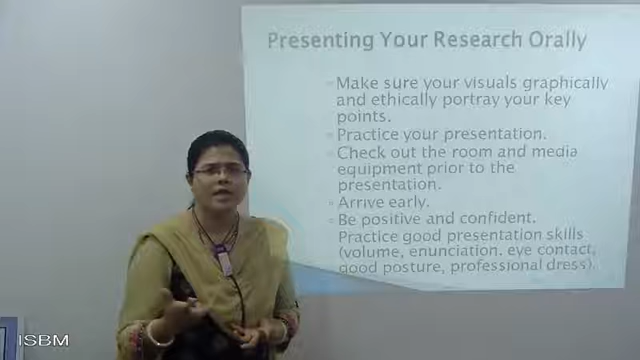 Presenting Your Research Orally
Make sure your visuals graphically
and ethically portray your key
points.
Practice your presentation.
Check out the room and media
equipment prior to the
presentation.
Arrive early.
Be positive and confident.
Practice good presentation skills
(volume, enunciation. eye contact,
good posture, professional dress).
ISBM